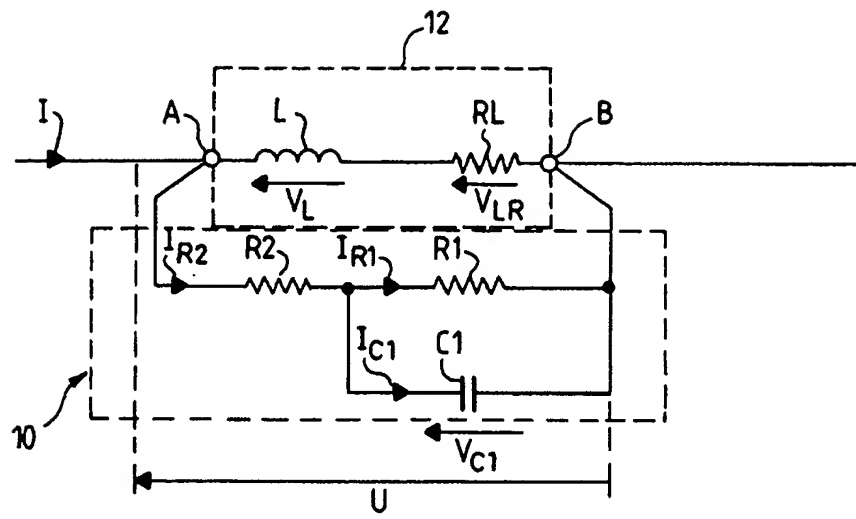 12
I A L RL B
V_L V_LR
I_R2 R2 I_R1 R1
I_C1 C1
10
V_C1
U